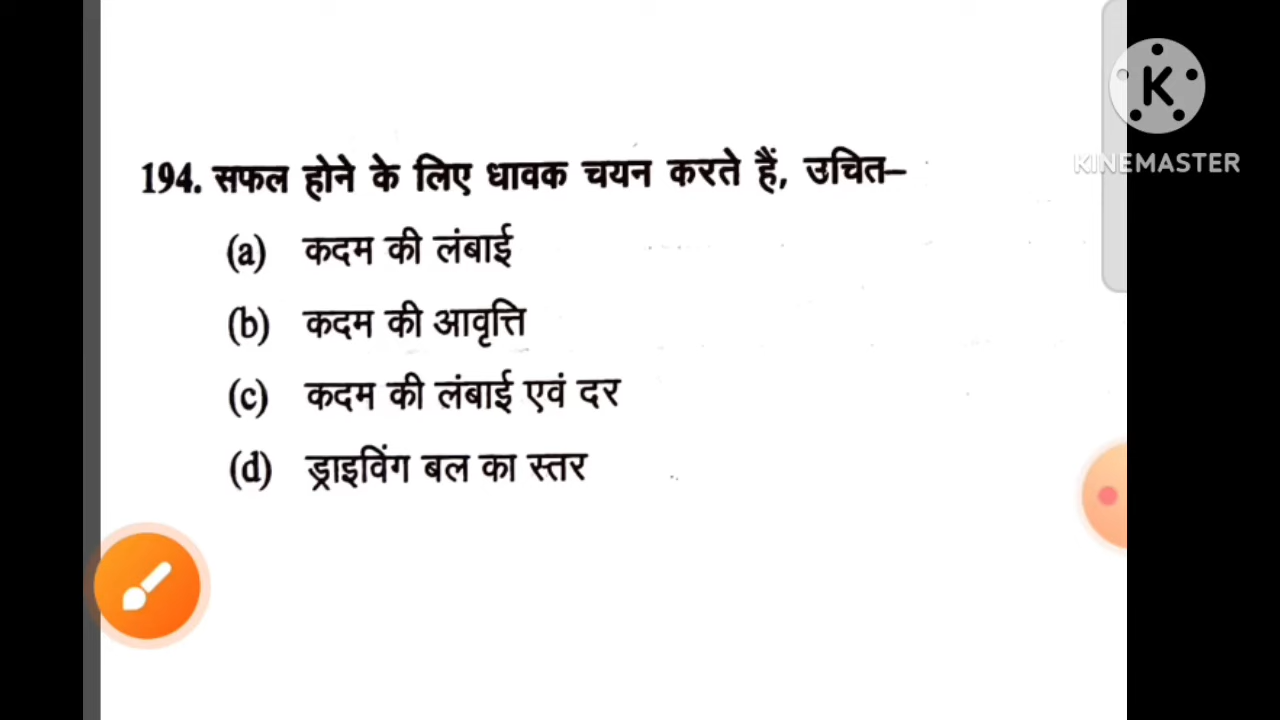 194. सफल होने के लिए धावक चयन करते हैं, उचित–
(a) कदम की लंबाई
(b) कदम की आवृत्ति
(c) कदम की लंबाई एवं दर
(d) ड्राइविंग बल का स्तर
K
KINEMASTER